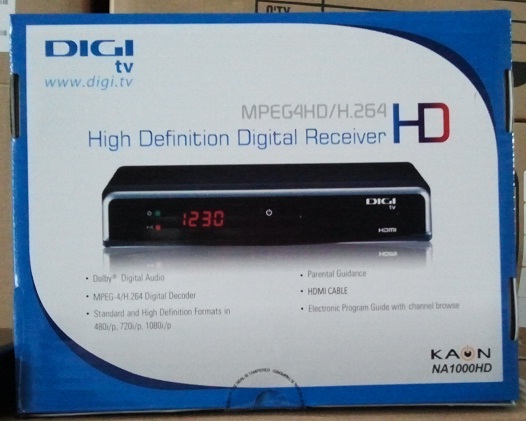 DIGI
tv
www.digi.tv
MPEG4HD/H.264
High Definition Digital Receiver HD
1230
DIGI
tv
HDMI
• Dolby® Digital Audio
• MPEG-4/H.264 Digital Decoder
• Standard and High Definition Formats in
480i/p, 720i/p, 1080i/p
• Parental Guidance
• HDMI CABLE
• Electronic Program Guide with channel browse
KAON
NA1000HD